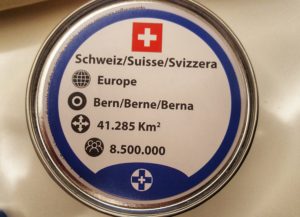 Schweiz/Suisse/Svizzera
Europe
Bern/Berne/Berna
41.285 Km²
8.500.000